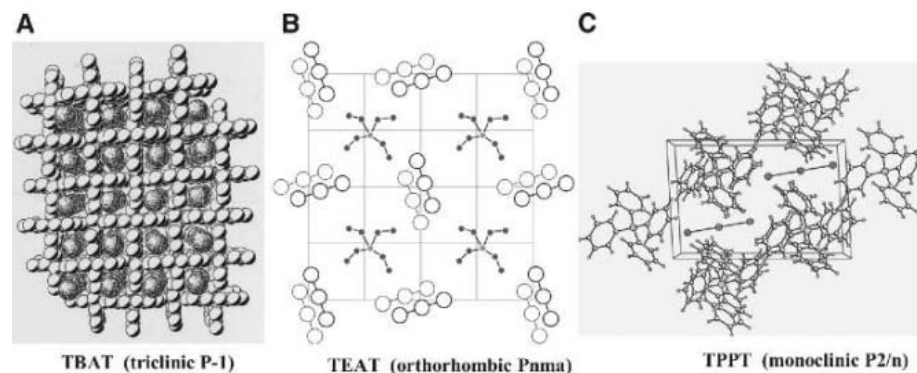 A
B
C
TBAT (triclinic P-1)
TEAT (orthorhombic Pnma)
TPPT (monoclinic P2/n)